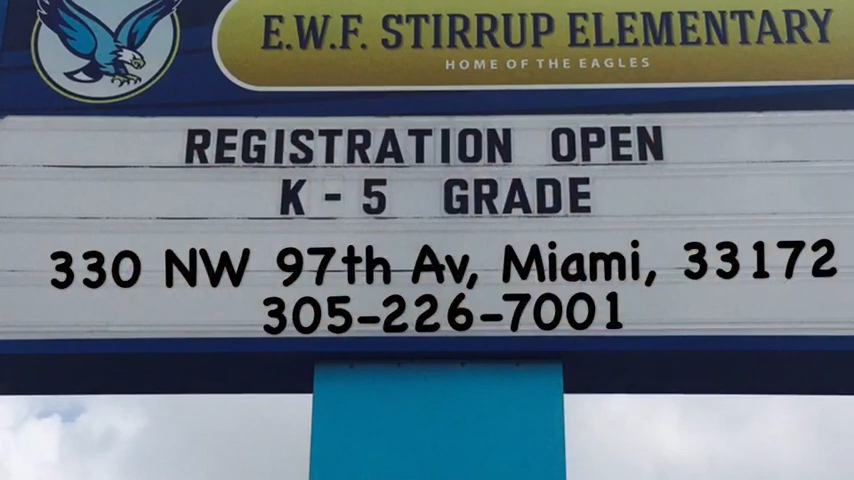 E.W.F. STIRRUP ELEMENTARY
HOME OF THE EAGLES
REGISTRATION OPEN
K - 5 GRADE
330 NW 97th Av, Miami, 33172
305-226-7001